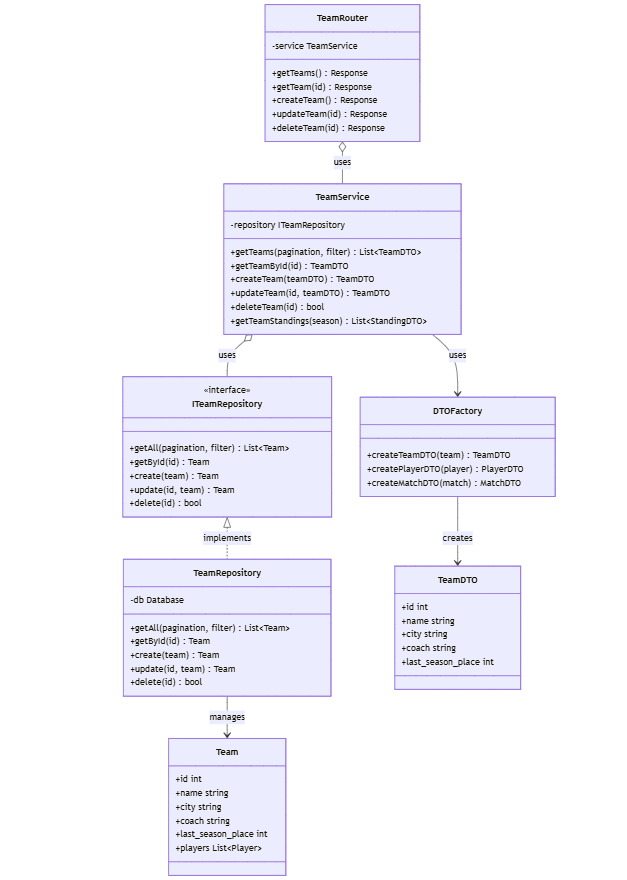 TeamRouter
-service TeamService
+getTeams() : Response
+getTeam(id) : Response
+createTeam() : Response
+updateTeam(id) : Response
+deleteTeam(id) : Response
uses
TeamService
-repository ITeamRepository
+getTeams(pagination, filter) : List<TeamDTO>
+getTeamById(id) : TeamDTO
+createTeam(teamDTO) : TeamDTO
+updateTeam(id, teamDTO) : TeamDTO
+deleteTeam(id) : bool
+getTeamStandings(season) : List<StandingDTO>
uses
uses
«interface»
ITeamRepository
+getAll(pagination, filter) : List<Team>
+getById(id) : Team
+create(team) : Team
+update(id, team) : Team
+delete(id) : bool
DTOFactory
+createTeamDTO(team) : TeamDTO
+createPlayerDTO(player) : PlayerDTO
+createMatchDTO(match) : MatchDTO
implements
creates
TeamRepository
-db Database
+getAll(pagination, filter) : List<Team>
+getById(id) : Team
+create(team) : Team
+update(id, team) : Team
+delete(id) : bool
TeamDTO
+id int
+name string
+city string
+coach string
+last_season_place int
manages
Team
+id int
+name string
+city string
+coach string
+last_season_place int
+players List<Player>